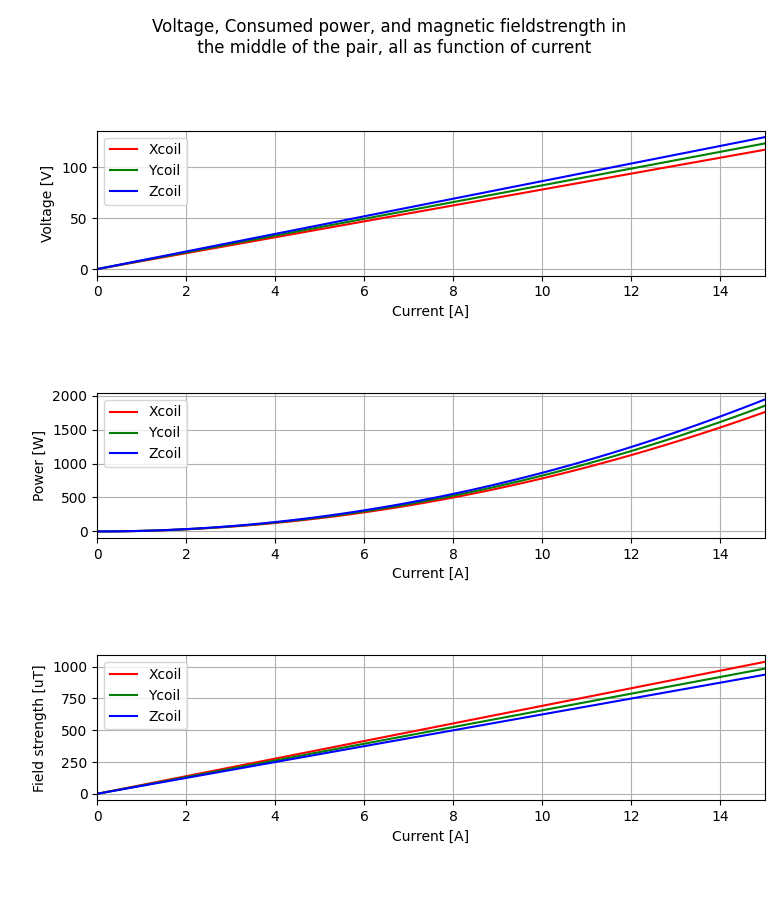 Voltage, Consumed power, and magnetic fieldstrength in
the middle of the pair, all as function of current
Voltage [V]
100
50
0
Xcoil
Ycoil
Zcoil
0 2 4 6 8 10 12 14
Current [A]
Power [W]
2000
1500
1000
500
0
Xcoil
Ycoil
Zcoil
0 2 4 6 8 10 12 14
Current [A]
Field strength [uT]
1000
750
500
250
0
Xcoil
Ycoil
Zcoil
0 2 4 6 8 10 12 14
Current [A]